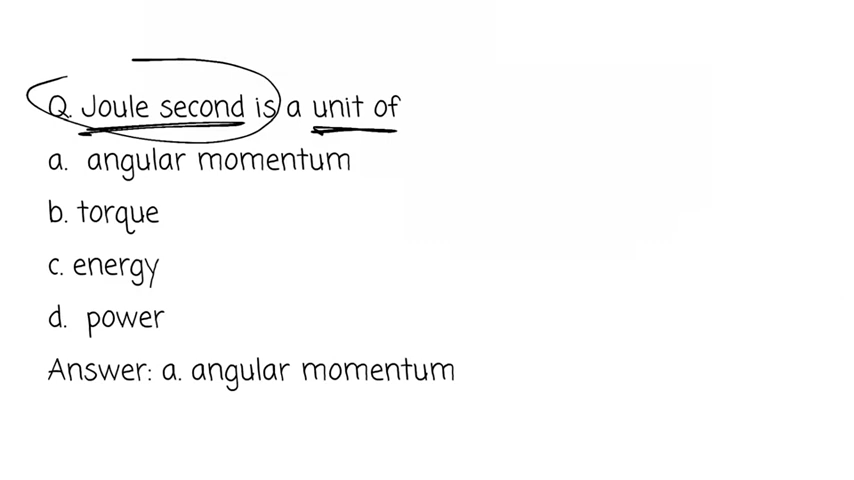 Q. Joule second is a unit of
a. angular momentum
b. torque
c. energy
d. power
Answer: a. angular momentum